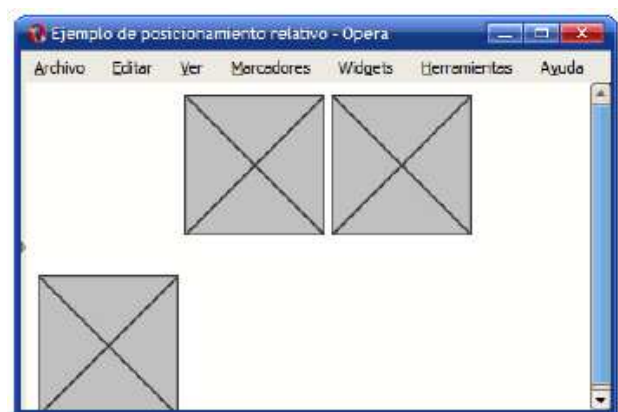 Ejemplo de posicionamiento relativo - Opera
Archivo Editar Ver Marcadores Widgets Herramientas Ayuda